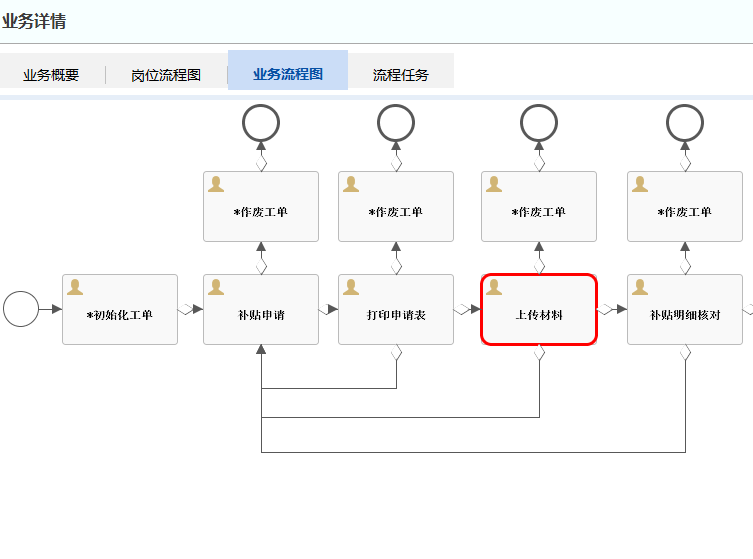 业务详情
业务概要
岗位流程图
业务流程图
流程任务
*作废工单
*作废工单
*作废工单
*作废工单
*初始化工单
补贴申请
打印申请表
上传材料
补贴明细核对